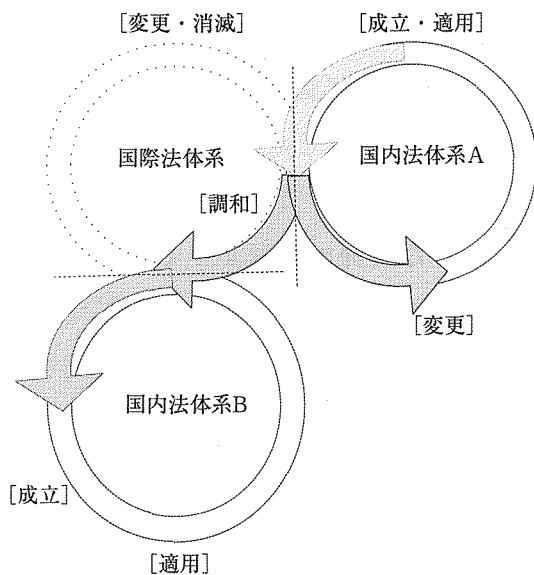 [変更・消滅]
[成立・適用]
国際法体系
国内法体系A
[調和]
[変更]
国内法体系B
[成立]
[適用]